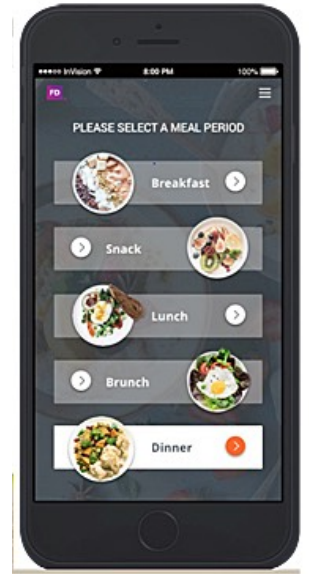 InVision 8:00 PM 100%
FD
PLEASE SELECT A MEAL PERIOD
Breakfast
Snack
Lunch
Brunch
Dinner